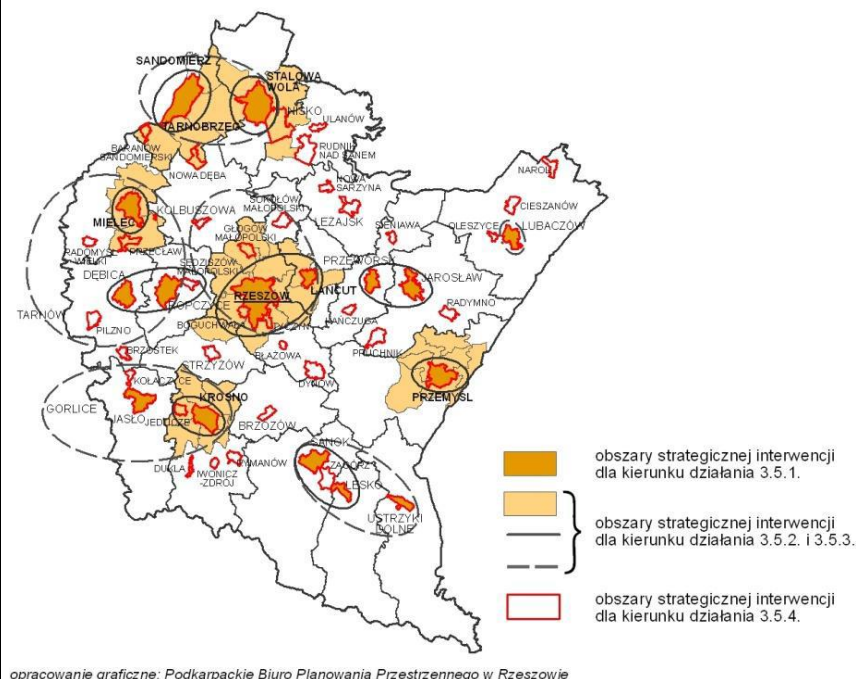 SANDOMIERZ
STALOWA
WOLA
NISKO
TARNOBRZEG
ULANÓW
BARANÓW
SANDOMIERSKI
RUDNIK
NAD SANEM
NOWA DĘBA
NOWA
SARZYNA
NAROL
CIESZANÓW
MIELEC
KOLBUSZOWA
SOKOŁÓW
MAŁOPOLSKI
LEŻAJSK
SIENIAWA
OLESZYCE
LUBACZÓW
GŁOGÓW
MAŁOPOLSKI
RADOMYŚL
WIELKI
PRZECŁAW
SĘDZISZÓW
MAŁOPOLSKI
PRZEWORSK
JAROSŁAW
DĘBICA
ROPCZYCE
RZESZÓW
ŁAŃCUT
RADYMNO
TARNÓW
PILZNO
BOGUCHWAŁA
TYCZYN
KAŃCZUGA
BRZOSTEK
STRZYŻÓW
BŁAŻOWA
PRUCHNIK
DYNÓW
KOŁACZYCE
PRZEMYŚL
GORLICE
JASŁO
JEDLICZE
KROSNO
BRZOZÓW
SANOK
ZAGÓRZ
DUKLA
IWONICZ
-ZDRÓJ
RYMANÓW
LESKO
USTRZYKI
DOLNE
obszary strategicznej interwencji
dla kierunku działania 3.5.1.
obszary strategicznej interwencji
dla kierunku działania 3.5.2. i 3.5.3.
obszary strategicznej interwencji
dla kierunku działania 3.5.4.
opracowanie graficzne: Podkarpackie Biuro Planowania Przestrzennego w Rzeszowie